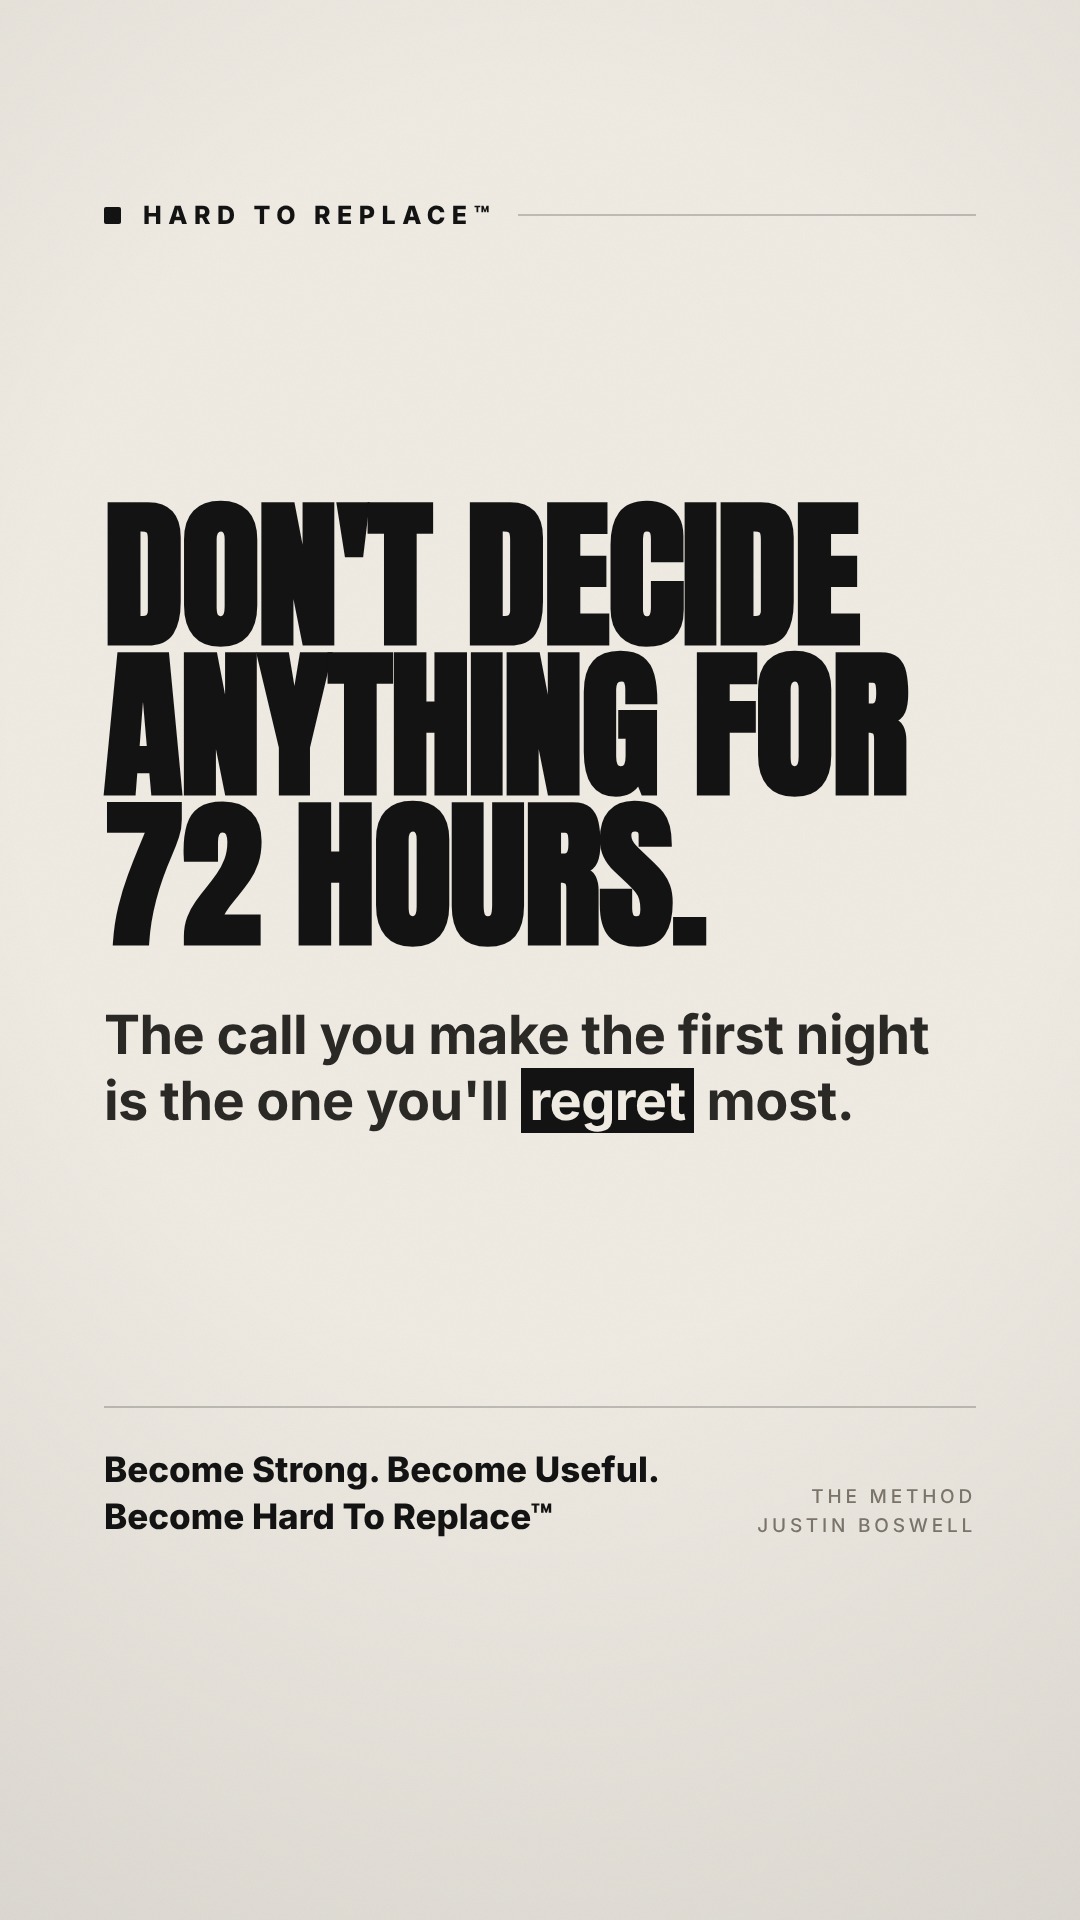 HARD TO REPLACE™
DON'T DECIDE
ANYTHING FOR
72 HOURS.
The call you make the first night
is the one you'll regret most.
Become Strong. Become Useful.
Become Hard To Replace™
THE METHOD
JUSTIN BOSWELL